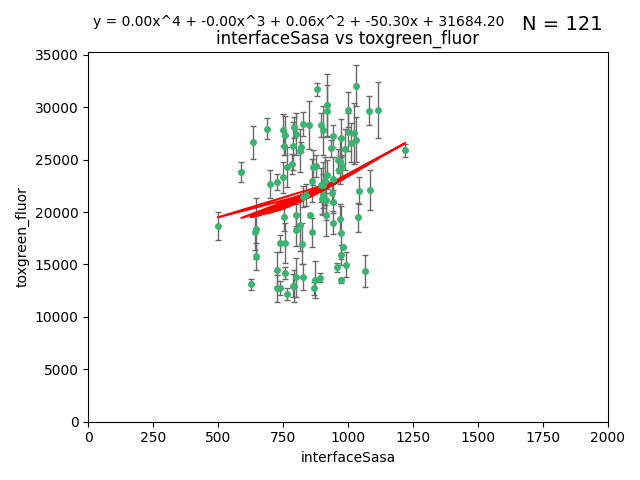 y = 0.00x^4 + -0.00x^3 + 0.06x^2 + -50.30x + 31684.20
N = 121
interfaceSasa vs toxgreen_fluor
35000
30000
25000
20000
15000
10000
5000
0
toxgreen_fluor
0 250 500 750 1000 1250 1500 1750 2000
interfaceSasa